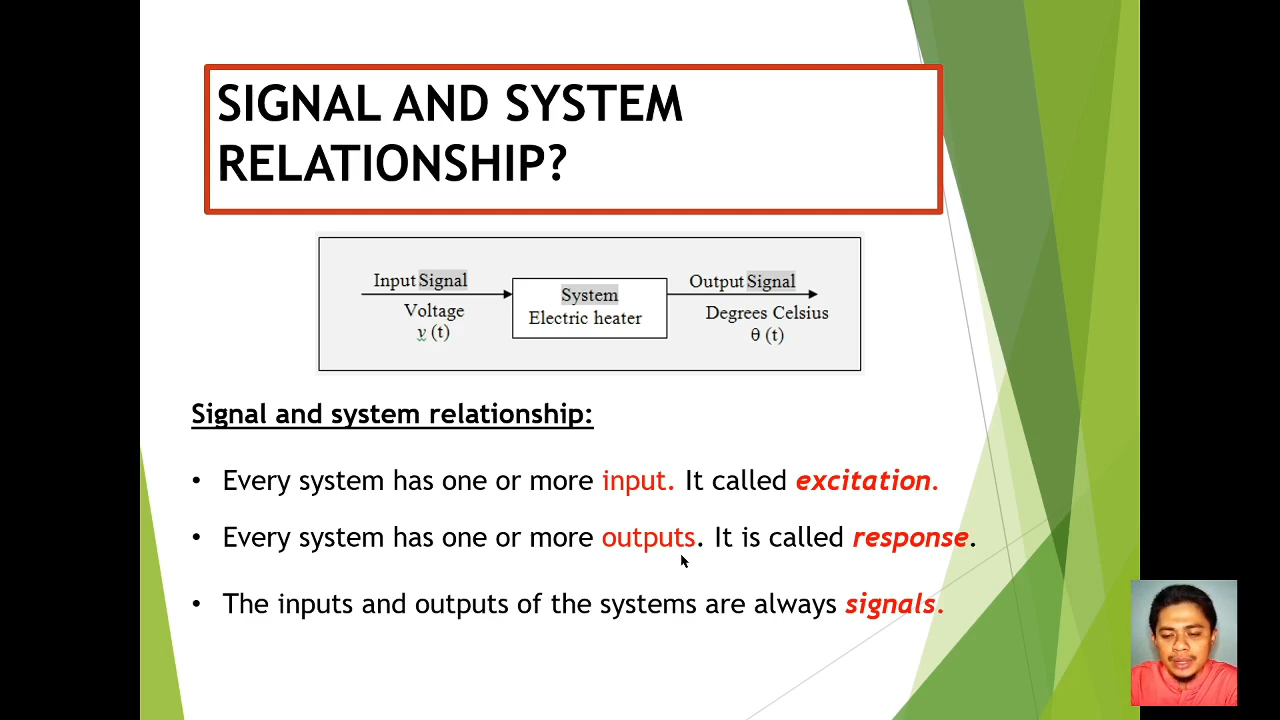 SIGNAL AND SYSTEM
RELATIONSHIP?
Input Signal
Voltage
v (t)
System
Electric heater
Output Signal
Degrees Celsius
θ (t)
Signal and system relationship:
• Every system has one or more input. It called excitation.
• Every system has one or more outputs. It is called response.
• The inputs and outputs of the systems are always signals.